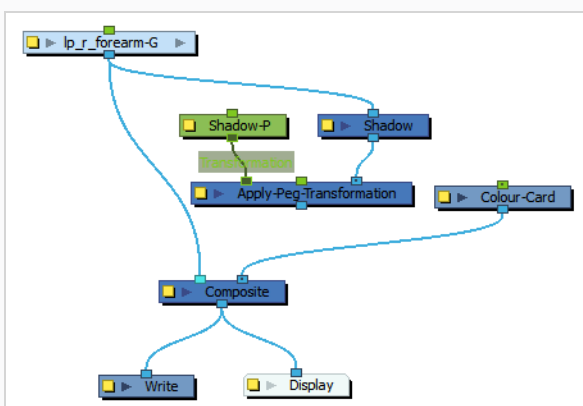 lp_r_forearm-G
Shadow-P
Shadow
Transformation
Apply-Peg-Transformation
Colour-Card
Composite
Write
Display